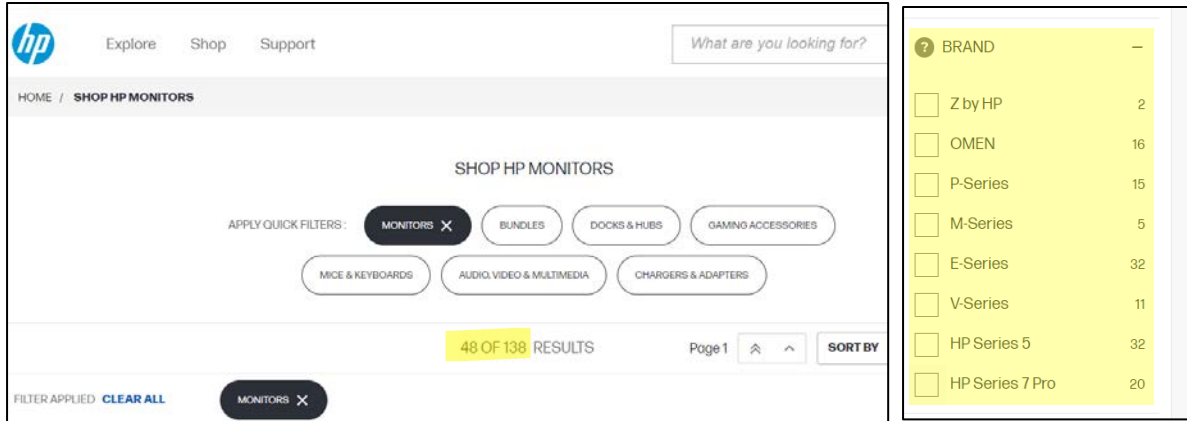 hp
Explore Shop Support
What are you looking for?
HOME / SHOP HP MONITORS
SHOP HP MONITORS
APPLY QUICK FILTERS : MONITORS X BUNDLES DOCKS & HUBS GAMING ACCESSORIES
MICE & KEYBOARDS AUDIO, VIDEO & MULTIMEDIA CHARGERS & ADAPTERS
48 OF 138 RESULTS Page 1 SORT BY
FILTER APPLIED CLEAR ALL MONITORS X
? BRAND −
Z by HP 2
OMEN 16
P-Series 15
M-Series 5
E-Series 32
V-Series 11
HP Series 5 32
HP Series 7 Pro 20